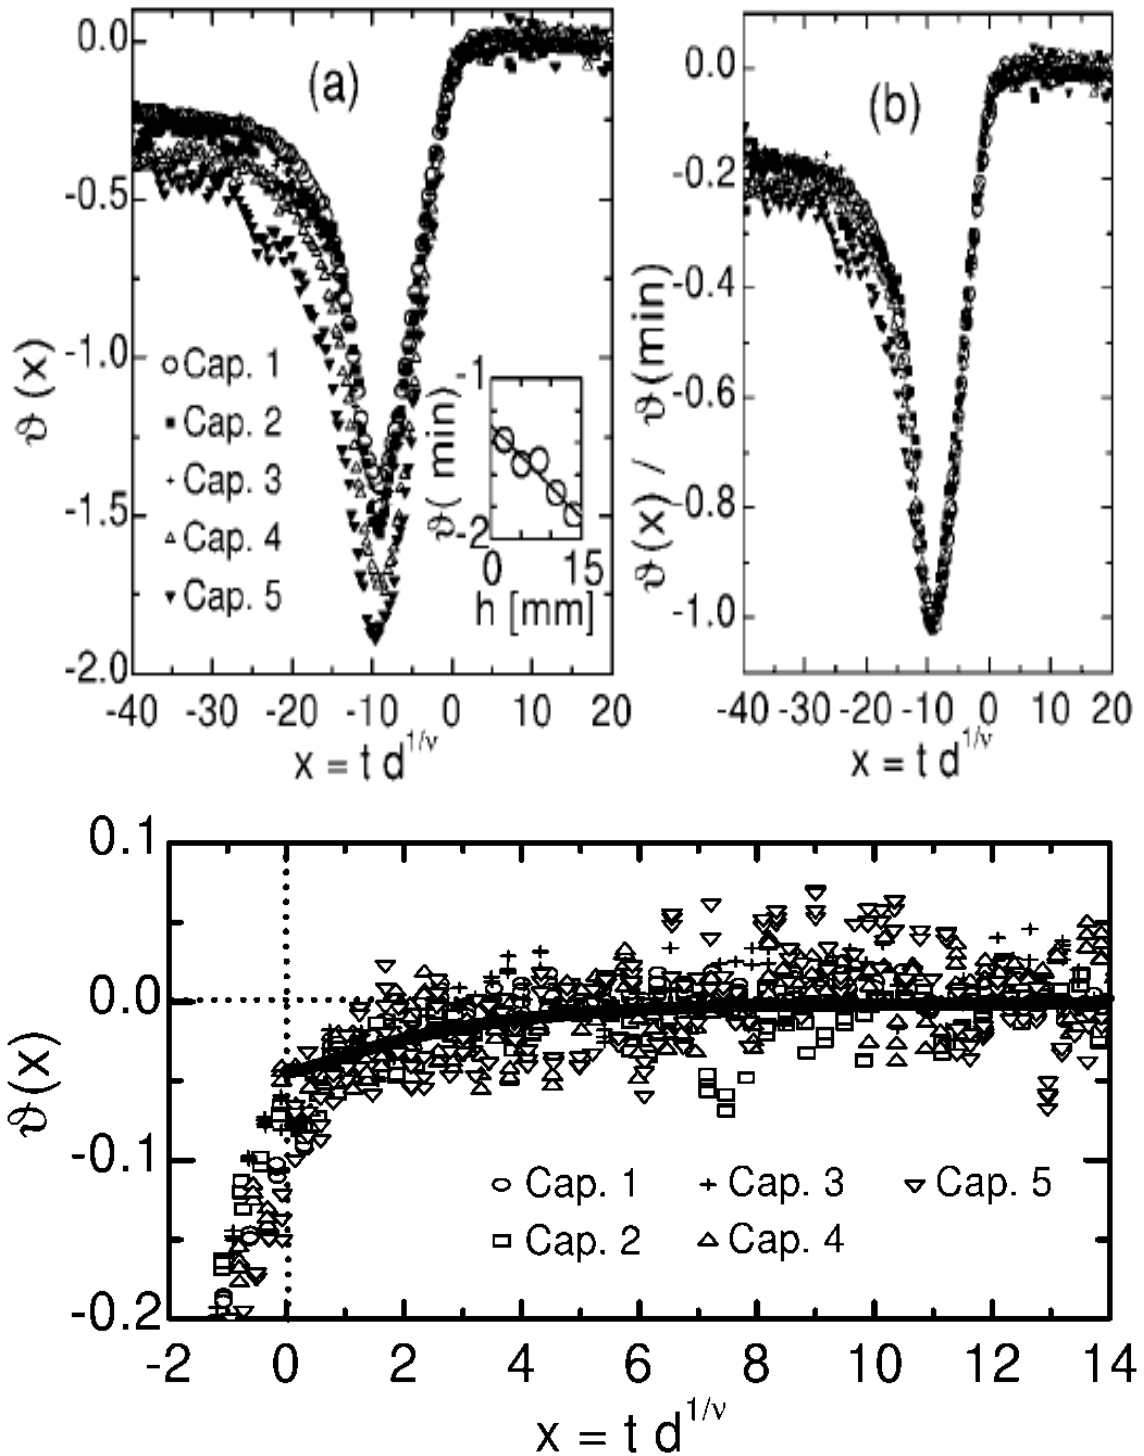 (a)
0.0
-0.5
-1.0
-1.5
-2.0
ϑ (x)
Cap. 1
Cap. 2
Cap. 3
Cap. 4
Cap. 5
-1
-2
ϑ( min)
0 15
h [mm]
-40 -30 -20 -10 0 10 20
x = t d^{1/ν}
(b)
0.0
-0.2
-0.4
-0.6
-0.8
-1.0
ϑ(x) / ϑ(min)
-40 -30 -20 -10 0 10 20
x = t d^{1/ν}
0.1
0.0
-0.1
-0.2
ϑ(x)
Cap. 1 Cap. 3 Cap. 5
Cap. 2 Cap. 4
-2 0 2 4 6 8 10 12 14
x = t d^{1/ν}